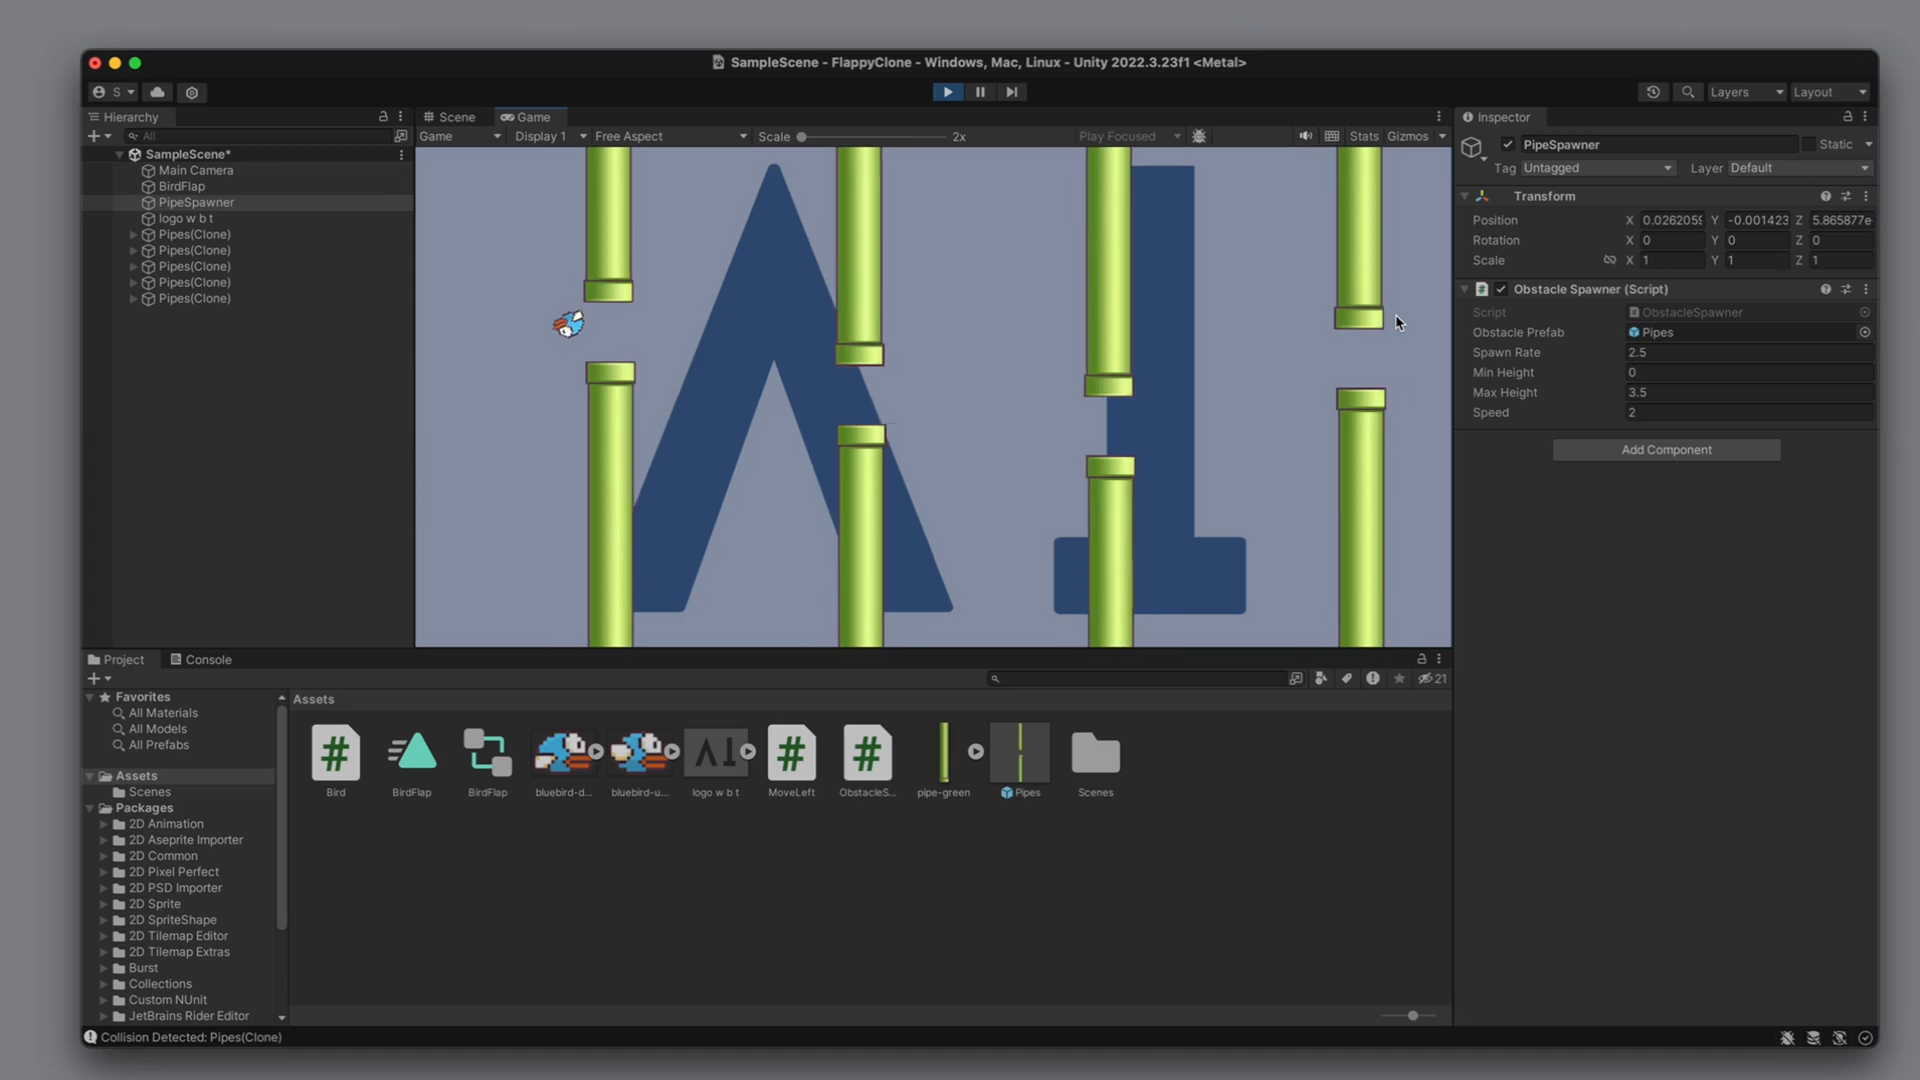 SampleScene - FlappyClone - Windows, Mac, Linux - Unity 2022.3.23f1 <Metal>
S
Layers
Layout
Hierarchy
All
SampleScene*
Main Camera
BirdFlap
PipeSpawner
logo w b t
Pipes(Clone)
Pipes(Clone)
Pipes(Clone)
Pipes(Clone)
Pipes(Clone)
Scene
Game
Game
Display 1
Free Aspect
Scale
2x
Play Focused
Stats
Gizmos
Inspector
PipeSpawner
Static
Tag
Untagged
Layer
Default
Transform
Position X 0.0262059 Y -0.001423 Z 5.865877e
Rotation X 0 Y 0 Z 0
Scale X 1 Y 1 Z 1
# Obstacle Spawner (Script)
Script ObstacleSpawner
Obstacle Prefab Pipes
Spawn Rate 2.5
Min Height 0
Max Height 3.5
Speed 2
Add Component
Project
Console
21
Favorites
All Materials
All Models
All Prefabs
Assets
Scenes
Packages
2D Animation
2D Aseprite Importer
2D Common
2D Pixel Perfect
2D PSD Importer
2D Sprite
2D SpriteShape
2D Tilemap Editor
2D Tilemap Extras
Burst
Collections
Custom NUnit
JetBrains Rider Editor
Assets
# # #
Bird
BirdFlap
BirdFlap
bluebird-d...
bluebird-u...
logo w b t
MoveLeft
ObstacleS...
pipe-green
Pipes
Scenes
Collision Detected: Pipes(Clone)